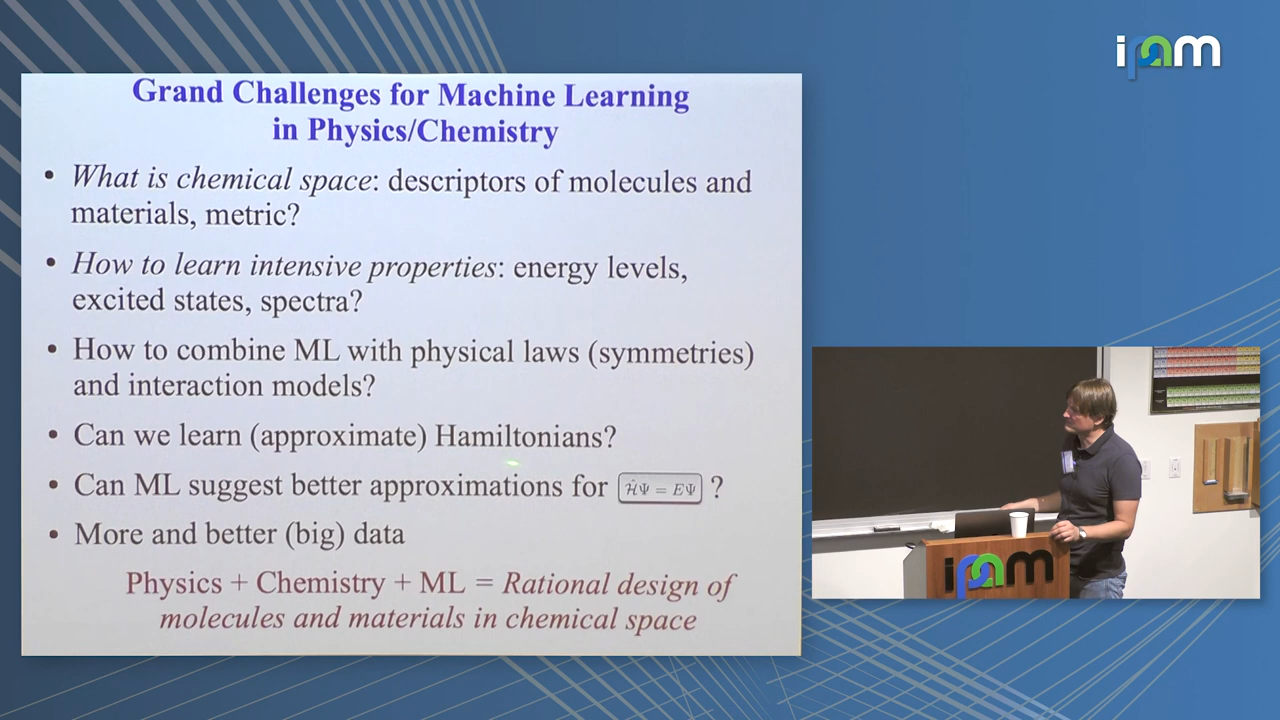 ipam
Grand Challenges for Machine Learning
in Physics/Chemistry
• What is chemical space: descriptors of molecules and
materials, metric?
• How to learn intensive properties: energy levels,
excited states, spectra?
• How to combine ML with physical laws (symmetries)
and interaction models?
• Can we learn (approximate) Hamiltonians?
• Can ML suggest better approximations for ĤΨ = EΨ ?
• More and better (big) data
Physics + Chemistry + ML = Rational design of
molecules and materials in chemical space
ipam